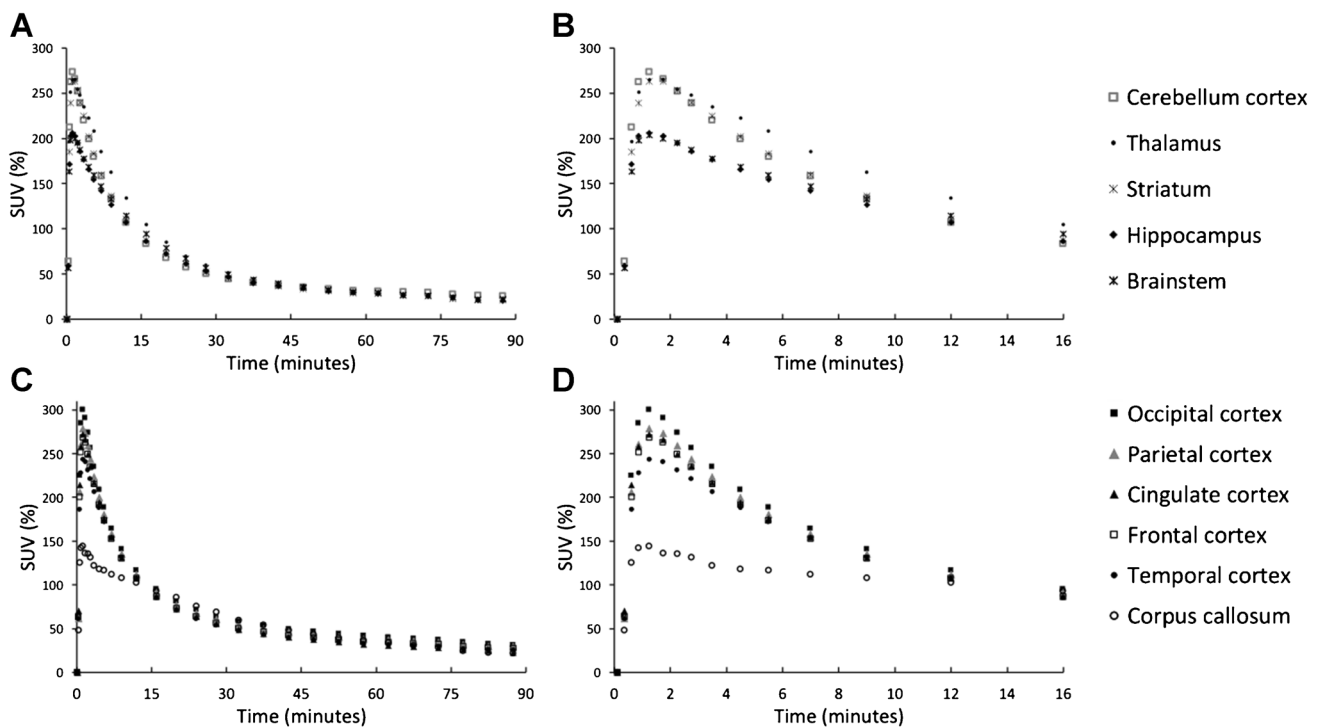 A
B
300
250
200
150
100
50
0
SUV (%)
0 15 30 45 60 75 90
Time (minutes)
300
250
200
150
100
50
0
SUV (%)
0 2 4 6 8 10 12 14 16
Time (minutes)
Cerebellum cortex
Thalamus
Striatum
Hippocampus
Brainstem
C
D
300
250
200
150
100
50
0
SUV (%)
0 15 30 45 60 75 90
Time (minutes)
300
250
200
150
100
50
0
SUV (%)
0 2 4 6 8 10 12 14 16
Time (minutes)
Occipital cortex
Parietal cortex
Cingulate cortex
Frontal cortex
Temporal cortex
Corpus callosum